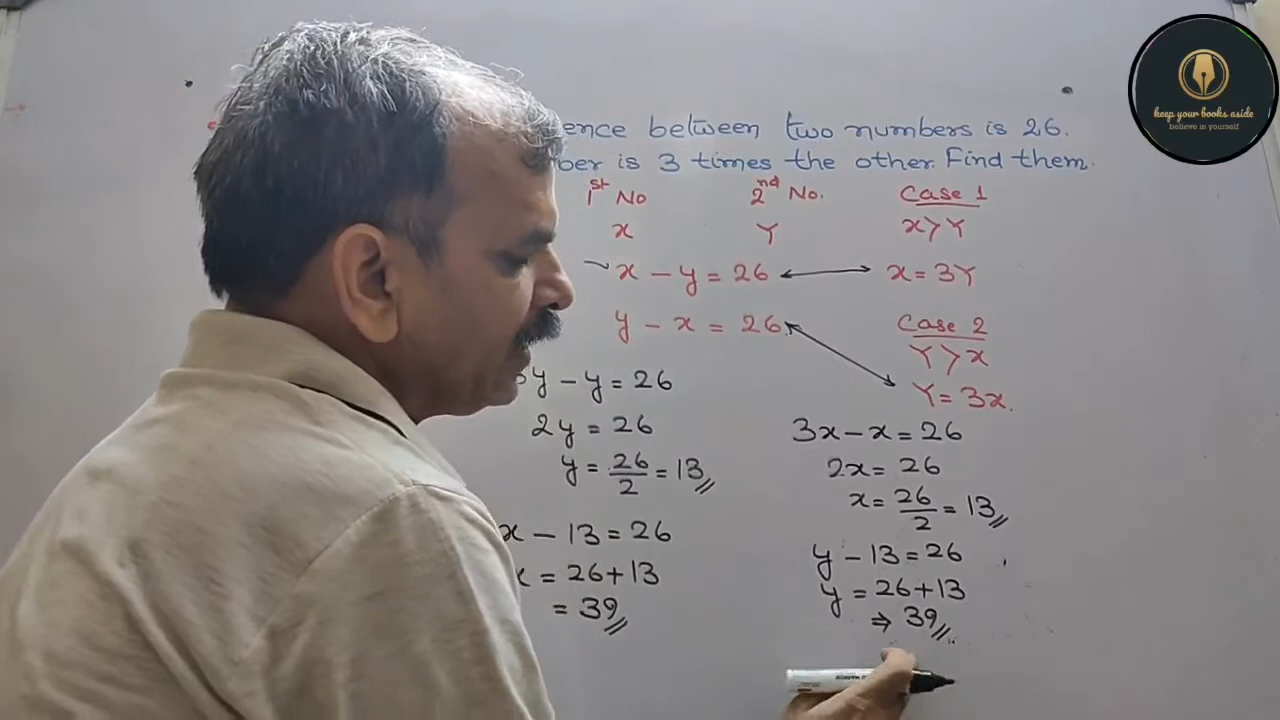 ence between two numbers is 26.
ber is 3 times the other. Find them.
1st No 2nd No. Case 1
x Y x>Y
x - y = 26 x = 3Y
y - x = 26 Case 2
Y>x
Y = 3x.
y - y = 26
2y = 26
y = 26/2 = 13
x - 13 = 26
x = 26+13
= 39
3x - x = 26
2x = 26
x = 26/2 = 13
y - 13 = 26
y = 26+13
⇒ 39
keep your books aside
believe in yourself